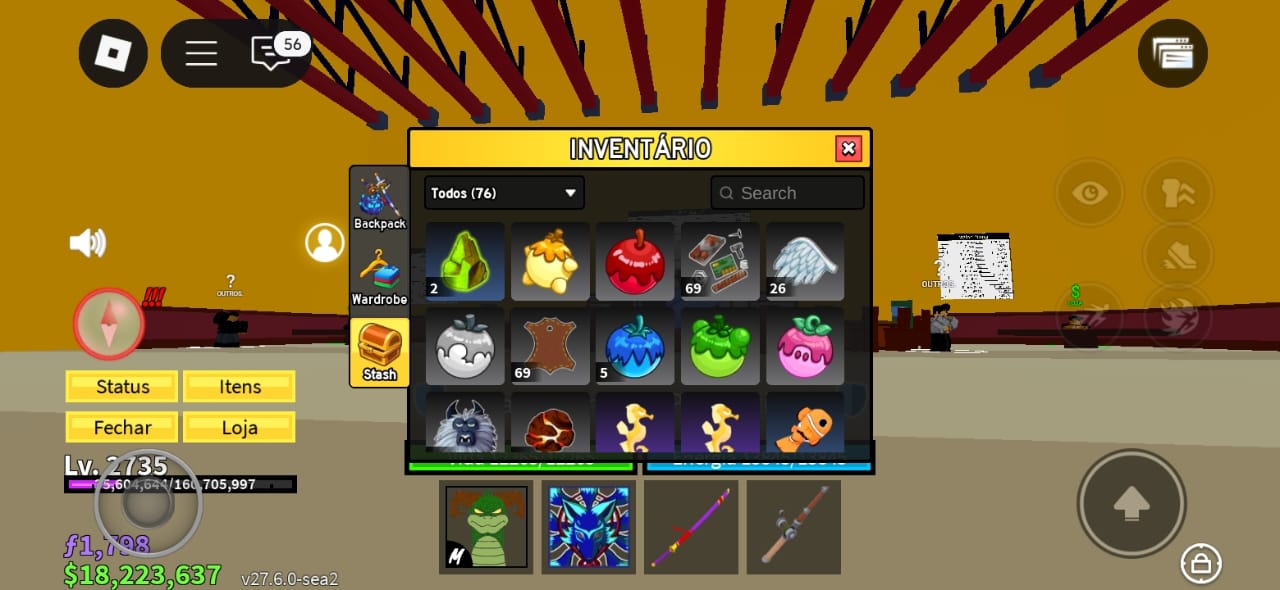 56
INVENTÁRIO
Todos (76)
Search
Backpack
Wardrobe
Stash
2
69
26
69
5
?
OUTROS.
!!!
$
Status
Itens
Fechar
Loja
Lv. 2735
ƒ1,798
$18,223,637
v27.6.0-sea2
M